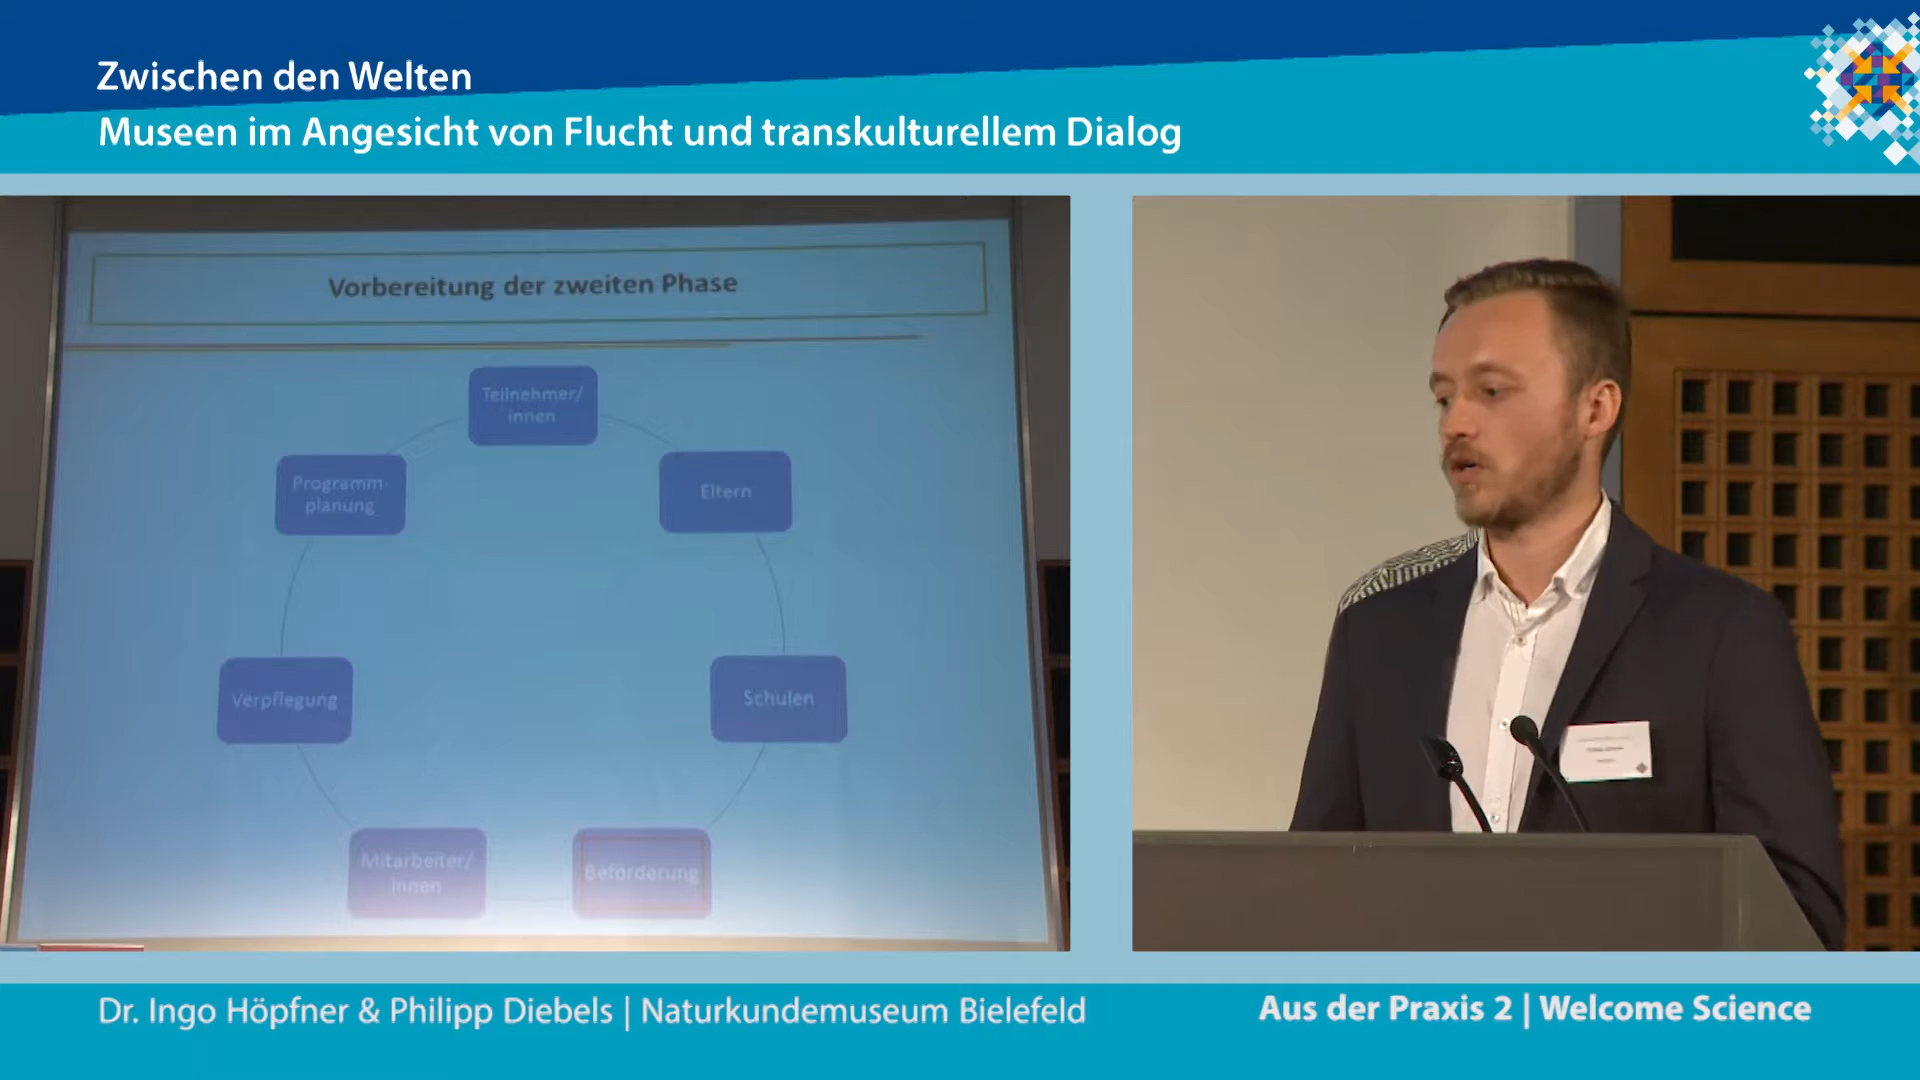 Zwischen den Welten
Museen im Angesicht von Flucht und transkulturellem Dialog
Vorbereitung der zweiten Phase
Teilnehmer/
innen
Programm-
planung
Eltern
Verpflegung
Schulen
Mitarbeiter/
innen
Beförderung
Dr. Ingo Höpfner & Philipp Diebels | Naturkundemuseum Bielefeld
Aus der Praxis 2 | Welcome Science